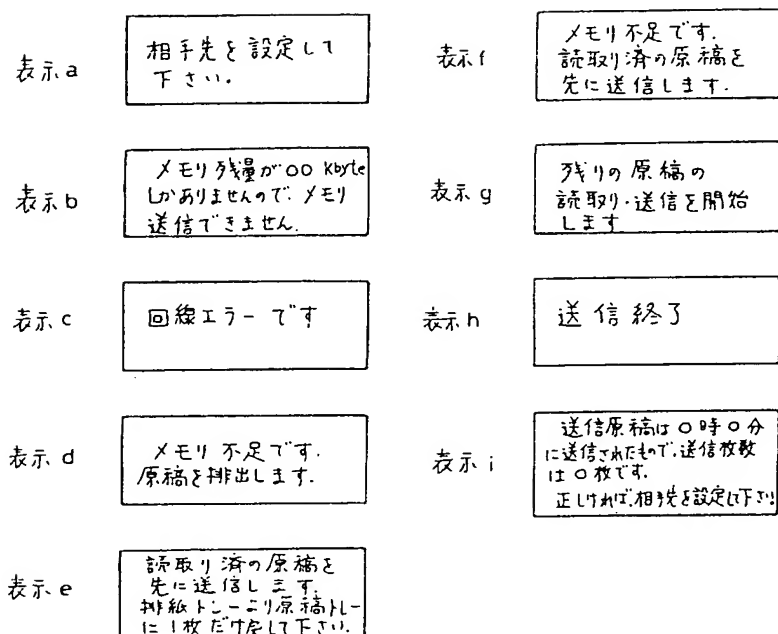 表示a
相手先を設定して
下さい。
表示b
メモリ残量が00 Kbyte
しかありませんので、メモリ
送信できません.
表示c
回線エラーです
表示d
メモリ不足です.
原稿を排出します.
表示e
読取り済の原稿を
先に送信します.
排紙トレーより原稿トレー
に1枚だけ戻して下さい.
表示f
メモリ不足です.
読取り済の原稿を
先に送信します.
表示g
残りの原稿の
読取り・送信を開始
します
表示h
送信終了
表示i
送信原稿は0時0分
に送信されたもので、送信枚数
は0枚です.
正しければ、相手先を設定して下さい